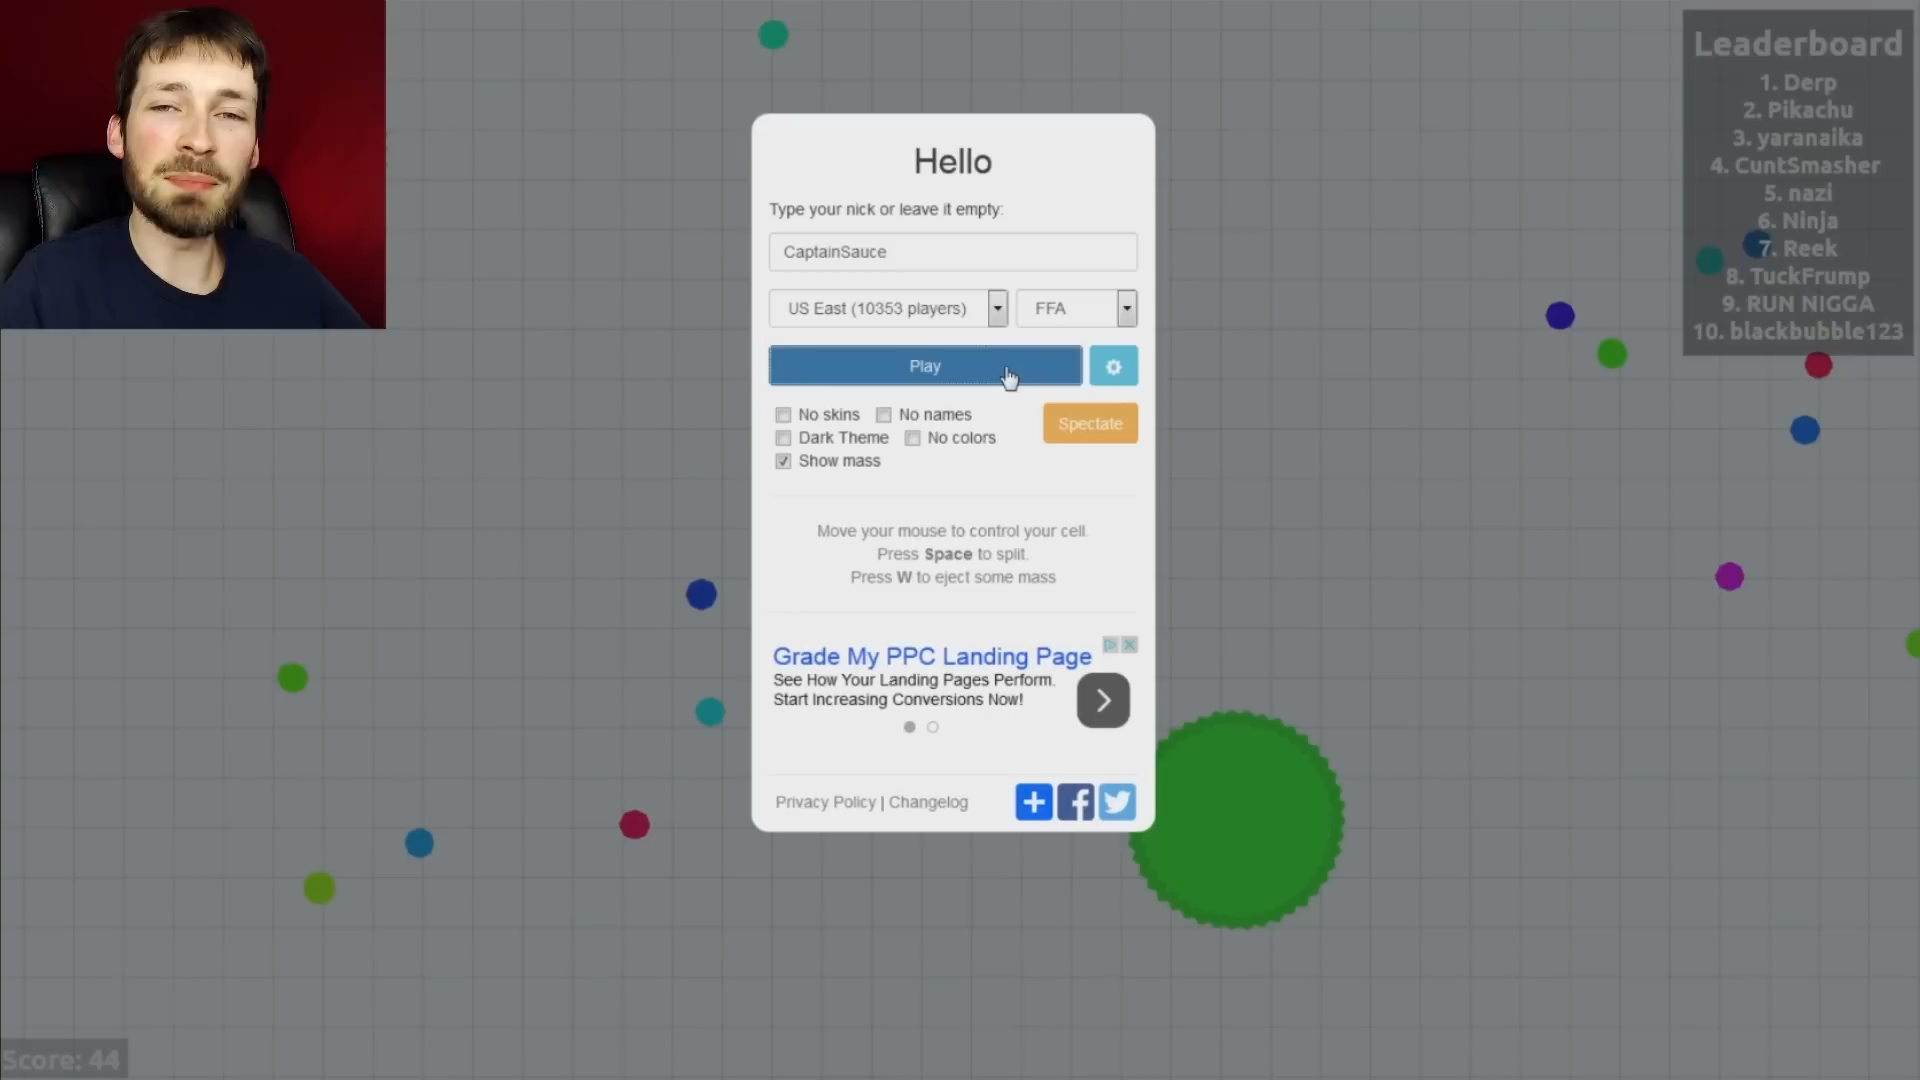 Hello
Type your nick or leave it empty:
CaptainSauce
US East (10353 players)
FFA
Play
No skins
No names
Spectate
Dark Theme
No colors
Show mass
Move your mouse to control your cell.
Press Space to split.
Press W to eject some mass
Grade My PPC Landing Page
See How Your Landing Pages Perform.
Start Increasing Conversions Now!
Privacy Policy | Changelog
Leaderboard
1. Derp
2. Pikachu
3. yaranaika
4. CuntSmasher
5. nazi
6. Ninja
7. Reek
8. TuckFrump
9. RUN NIGGA
10. blackbubble123
Score: 44